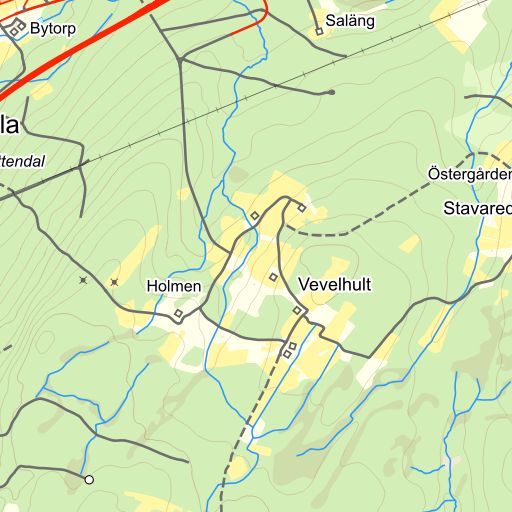 Bytorp
Saläng
la
ttendal
Östergården
Stavared
Holmen
Vevelhult